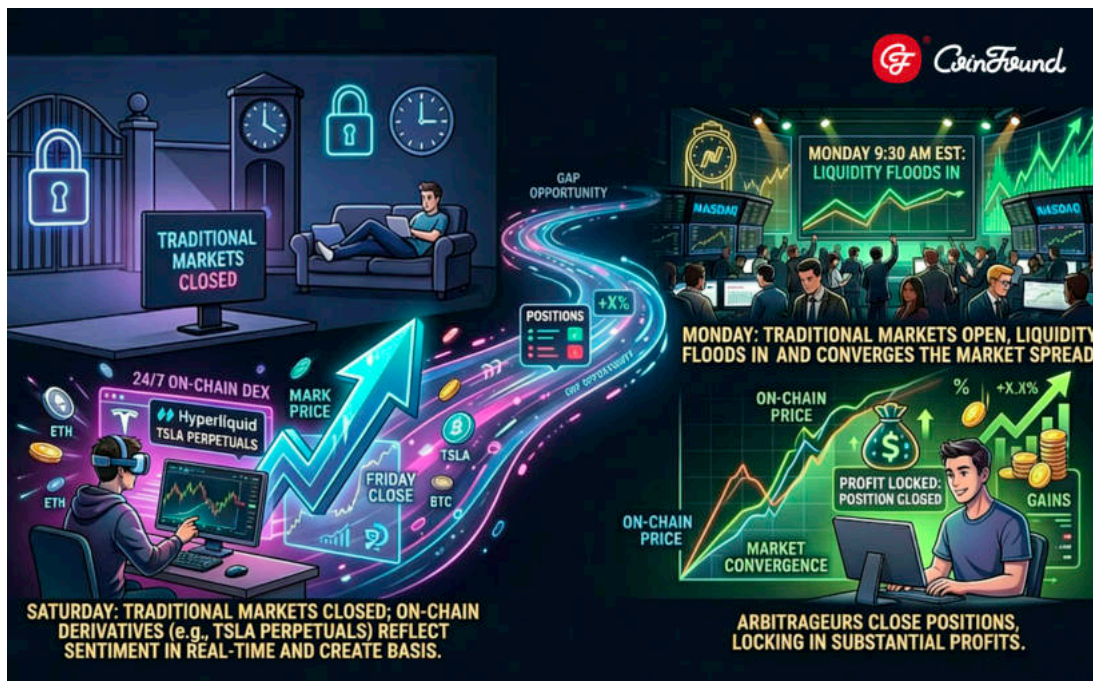 CoinFound
TRADITIONAL
MARKETS
CLOSED
GAP
OPPORTUNITY
MONDAY 9:30 AM EST:
LIQUIDITY FLOODS IN
NASDAQ
NASDAQ
MONDAY: TRADITIONAL MARKETS OPEN, LIQUIDITY
FLOODS IN AND CONVERGES THE MARKET SPREAD
24/7 ON-CHAIN DEX
Hyperliquid
TSLA PERPETUALS
ETH
ETH
MARK
PRICE
FRIDAY
CLOSE
POSITIONS
+X%
GAP OPPORTUNITY
TSLA
BTC
SATURDAY: TRADITIONAL MARKETS CLOSED; ON-CHAIN
DERIVATIVES (e.g., TSLA PERPETUALS) REFLECT
SENTIMENT IN REAL-TIME AND CREATE BASIS.
ON-CHAIN
PRICE
ON-CHAIN
PRICE
MARKET
CONVERGENCE
$
PROFIT LOCKED:
POSITION CLOSED
%
+X.X%
GAINS
ARBITRAGEURS CLOSE POSITIONS,
LOCKING IN SUBSTANTIAL PROFITS.